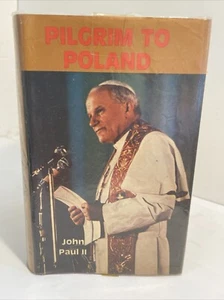 PILGRIM TO
POLAND
John
Paul II